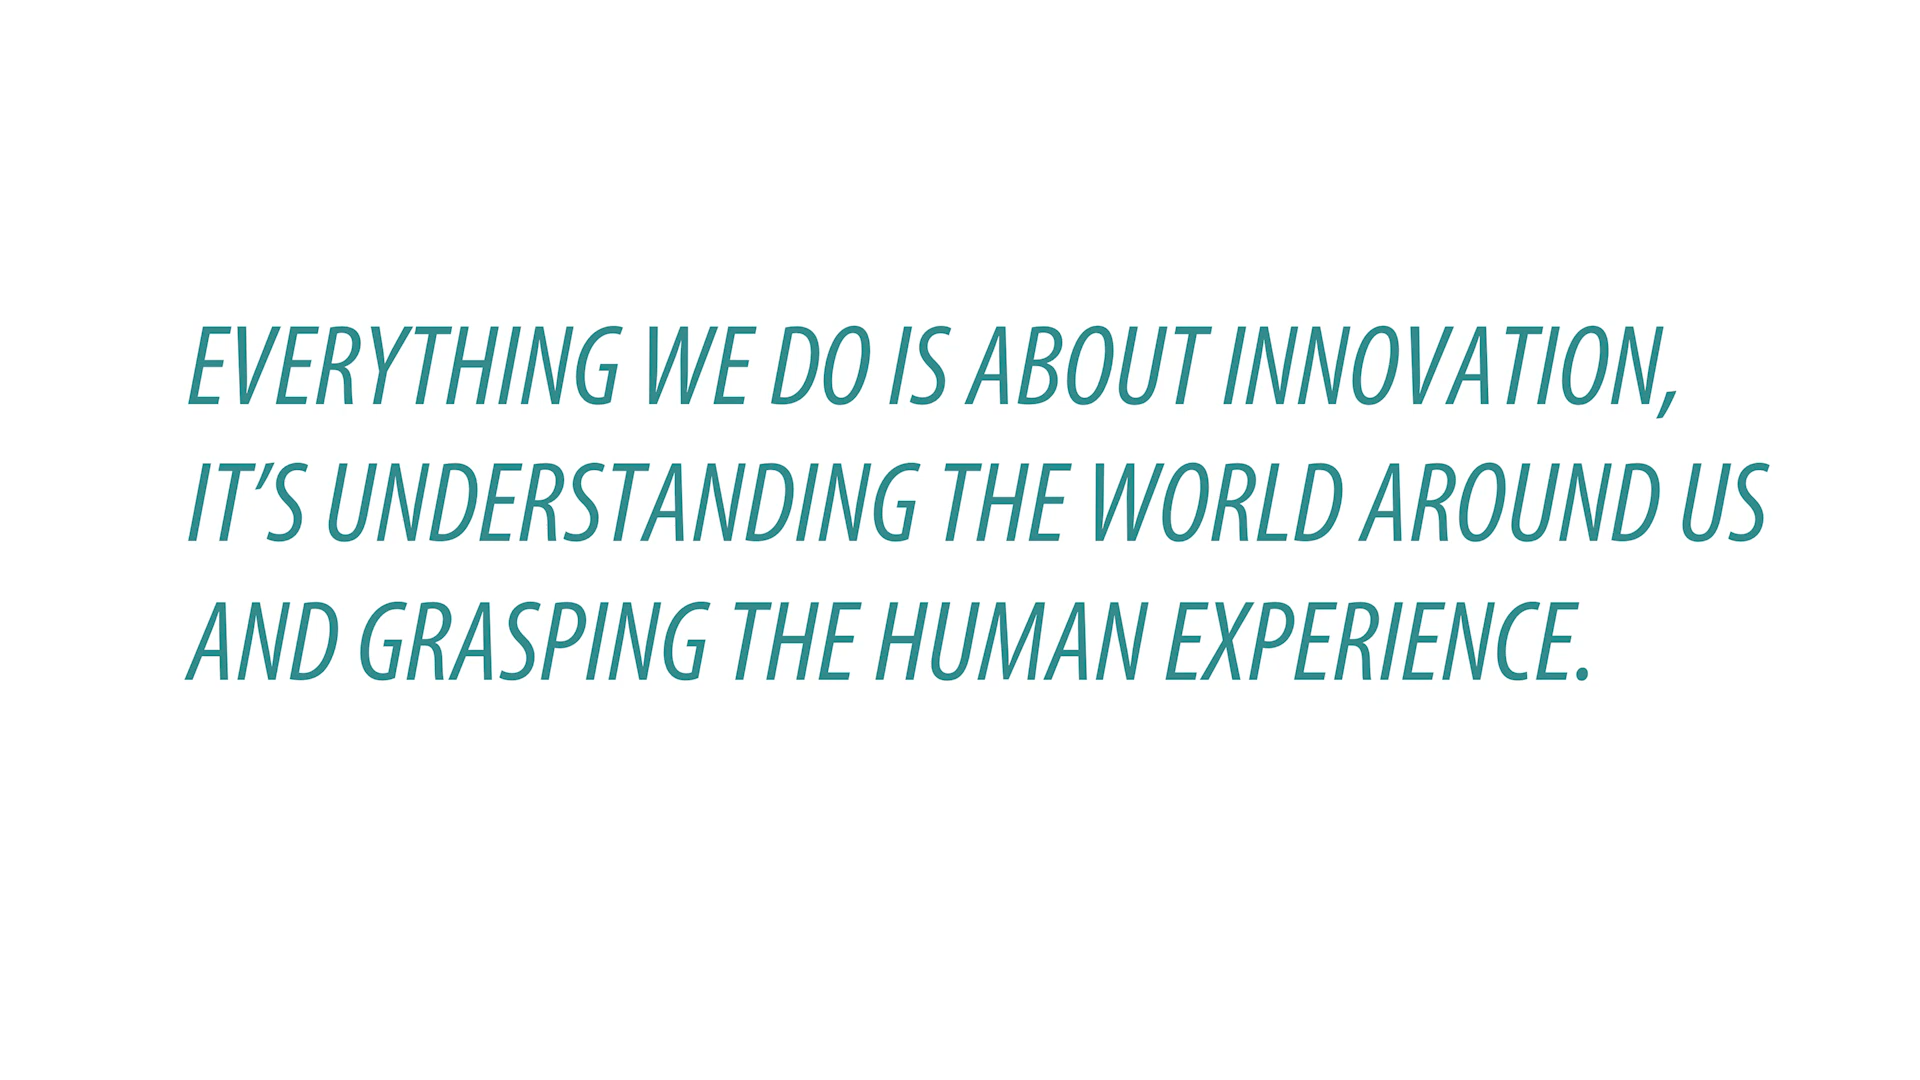 EVERYTHING WE DO IS ABOUT INNOVATION,
IT’S UNDERSTANDING THE WORLD AROUND US
AND GRASPING THE HUMAN EXPERIENCE.